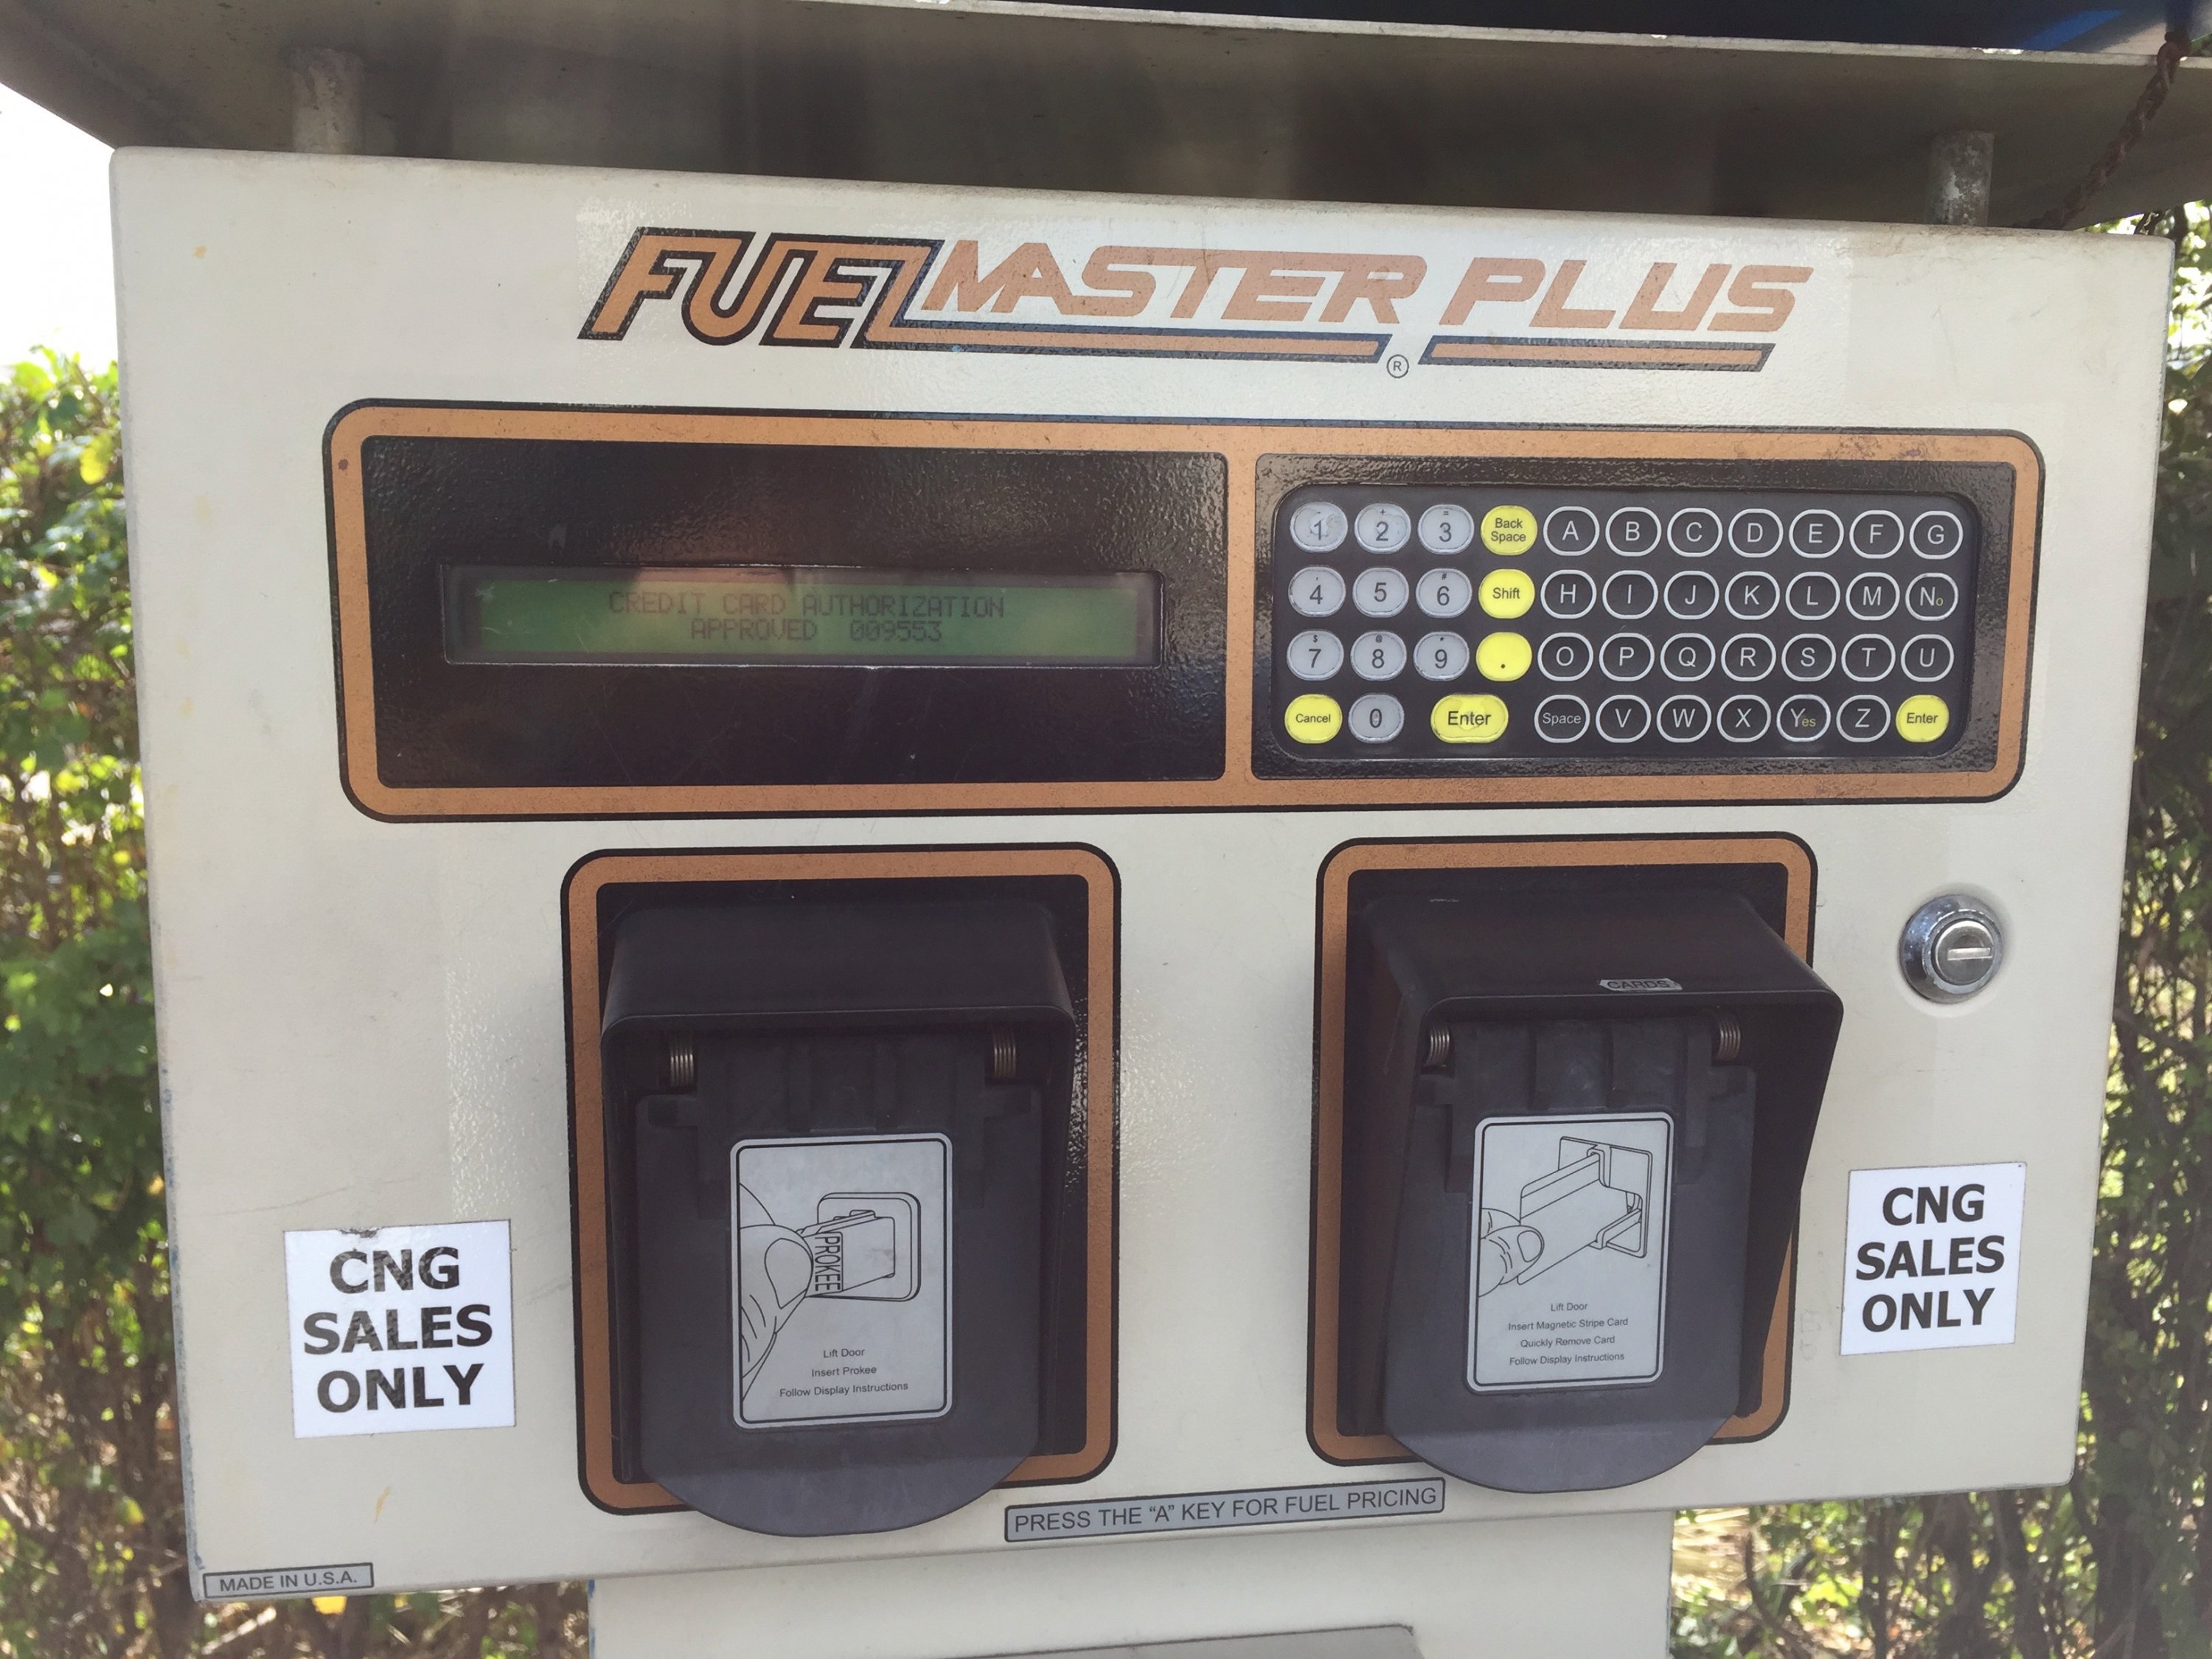 FUELMASTER PLUS
®
CREDIT CARD AUTHORIZATION
APPROVED 009553
1 2 3 Back Space A B C D E F G
4 5 6 Shift H I J K L M No
7 8 9 . O P Q R S T U
Cancel 0 Enter Space V W X Yes Z Enter
CARDS
PROKEE
Lift Door
Insert Prokee
Follow Display Instructions
Lift Door
Insert Magnetic Stripe Card
Quickly Remove Card
Follow Display Instructions
CNG
SALES
ONLY
CNG
SALES
ONLY
PRESS THE “A” KEY FOR FUEL PRICING
MADE IN U.S.A.